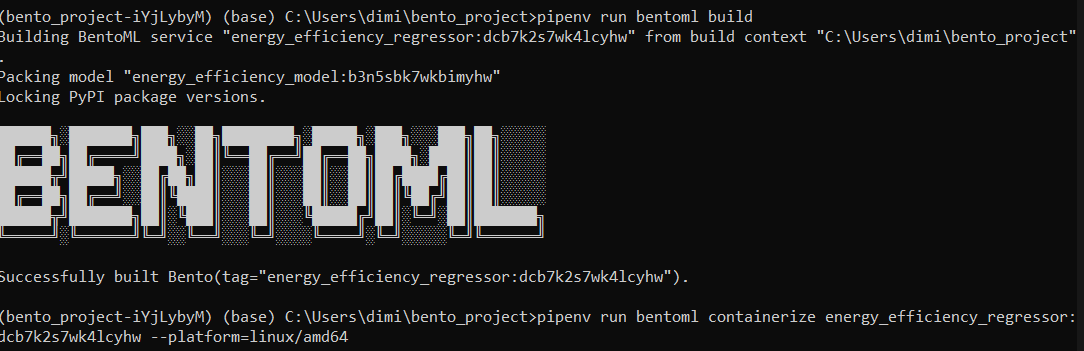 (bento_project-iYjLybyM) (base) C:\Users\dimi\bento_project>pipenv run bentoml build
Building BentoML service "energy_efficiency_regressor:dcb7k2s7wk4lcyhw" from build context "C:\Users\dimi\bento_project"
.
Packing model "energy_efficiency_model:b3n5sbk7wkbimyhw"
Locking PyPI package versions.
BENTOML
Successfully built Bento(tag="energy_efficiency_regressor:dcb7k2s7wk4lcyhw").
(bento_project-iYjLybyM) (base) C:\Users\dimi\bento_project>pipenv run bentoml containerize energy_efficiency_regressor:
dcb7k2s7wk4lcyhw --platform=linux/amd64